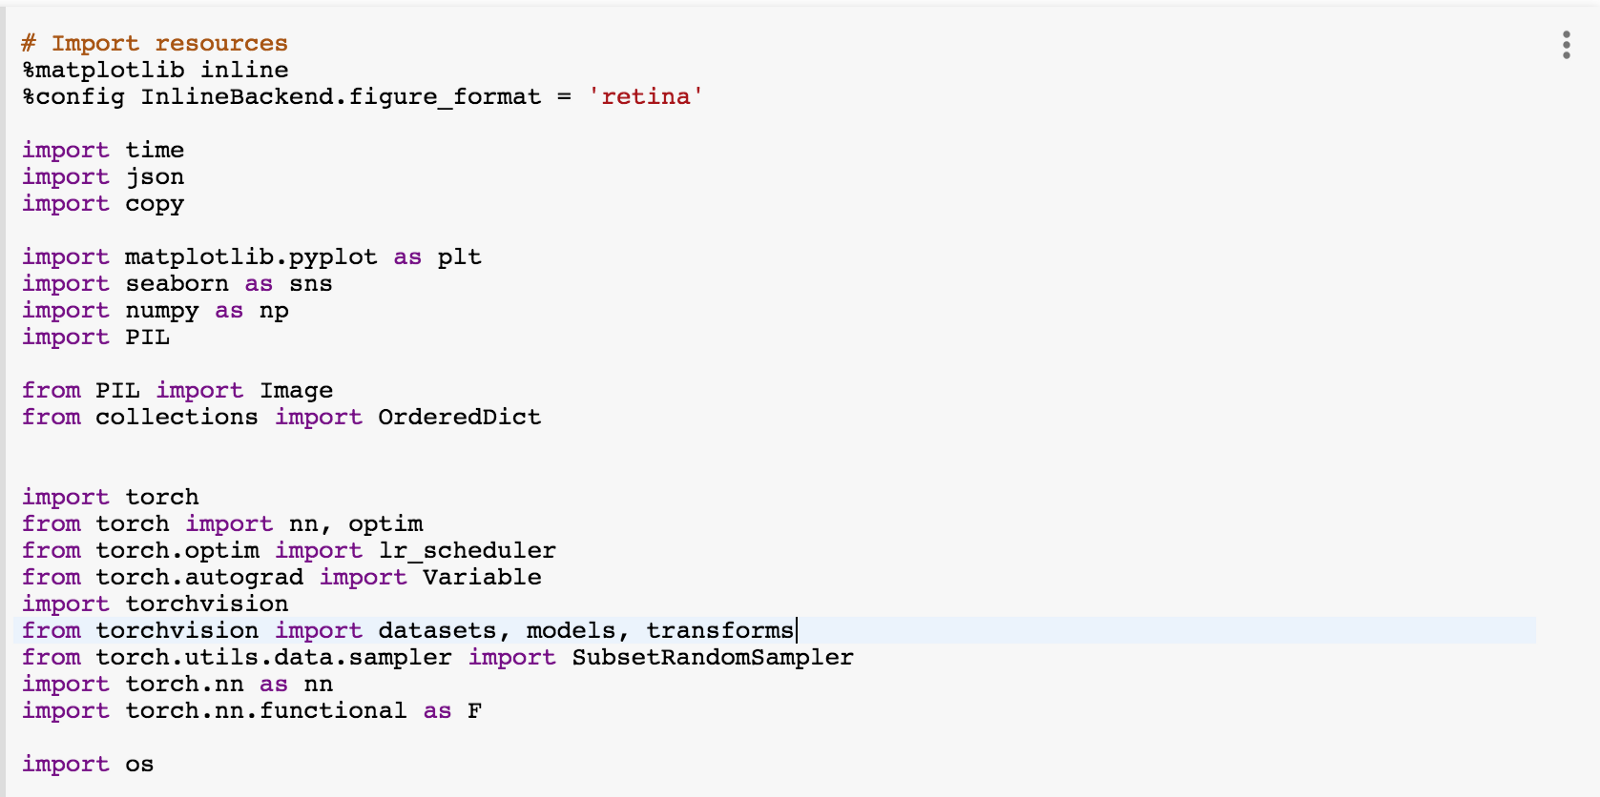 # Import resources
%matplotlib inline
%config InlineBackend.figure_format = 'retina'
import time
import json
import copy
import matplotlib.pyplot as plt
import seaborn as sns
import numpy as np
import PIL
from PIL import Image
from collections import OrderedDict
import torch
from torch import nn, optim
from torch.optim import lr_scheduler
from torch.autograd import Variable
import torchvision
from torchvision import datasets, models, transforms
from torch.utils.data.sampler import SubsetRandomSampler
import torch.nn as nn
import torch.nn.functional as F
import os